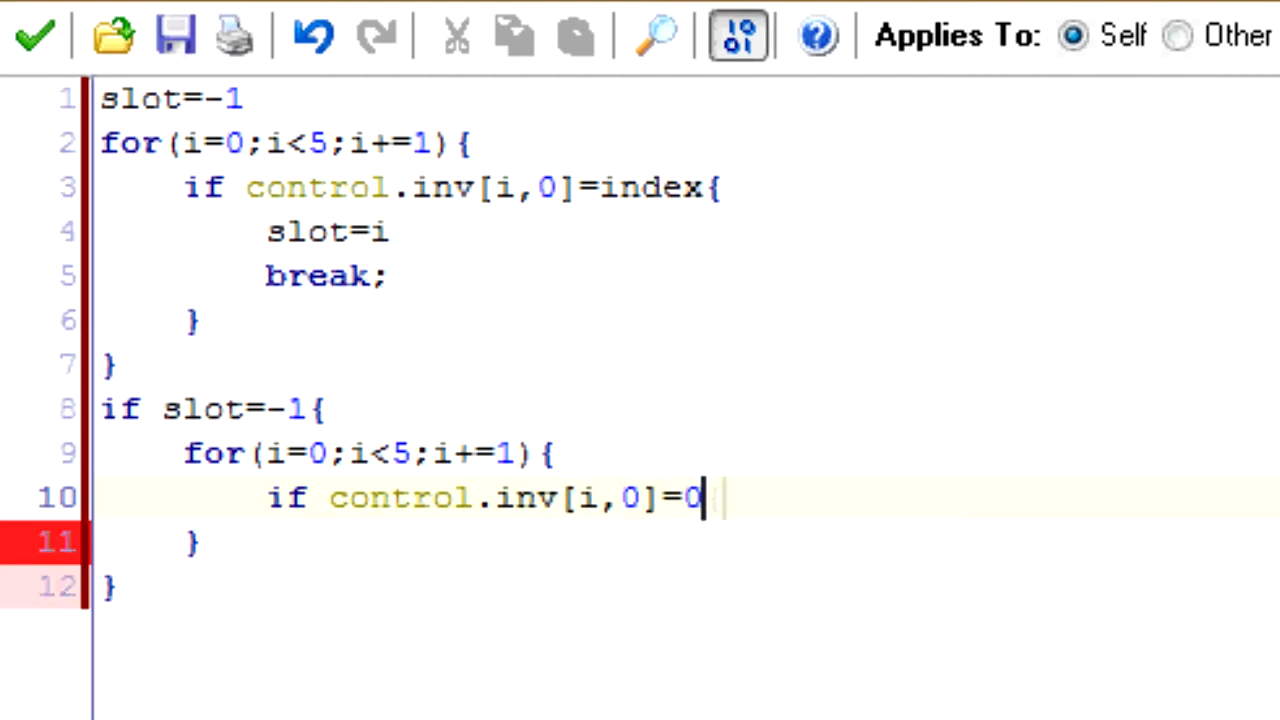 Applies To: Self Other
1 slot=-1
2 for(i=0;i<5;i+=1){
3 if control.inv[i,0]=index{
4 slot=i
5 break;
6 }
7 }
8 if slot=-1{
9 for(i=0;i<5;i+=1){
10 if control.inv[i,0]=0
11 }
12 }